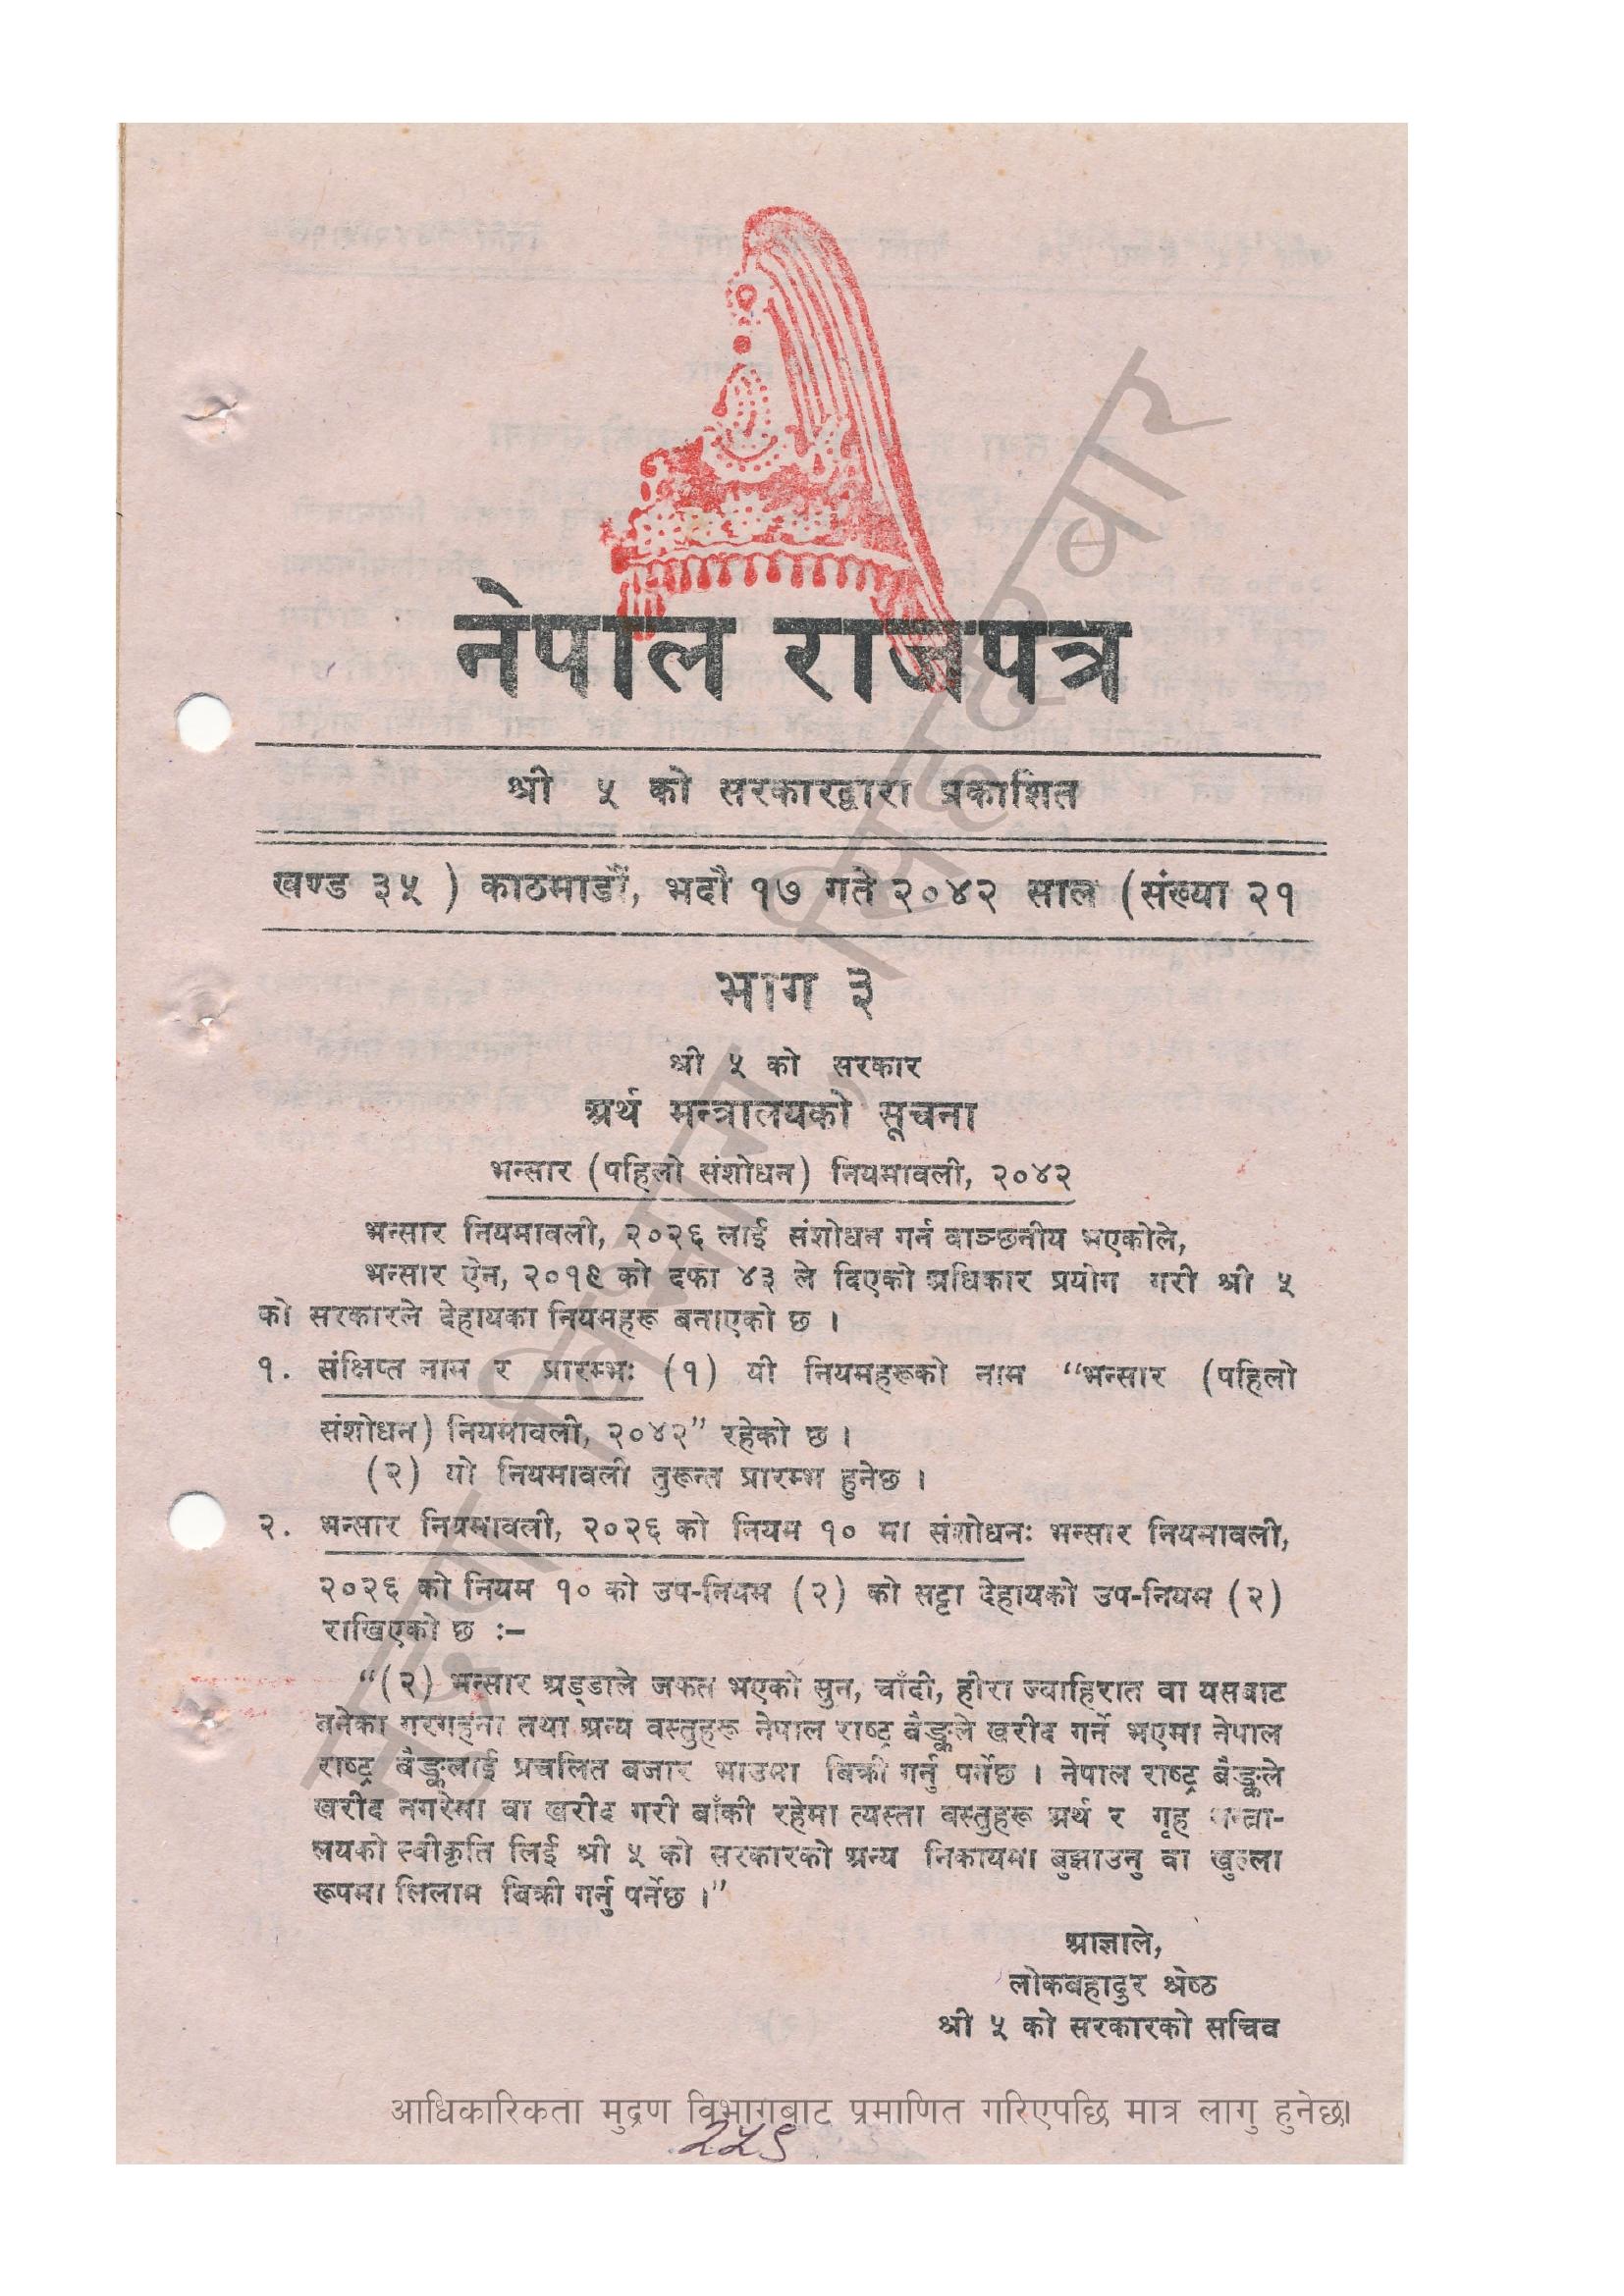 नेपाल राजपत्र
श्री ५ को सरकारद्वारा प्रकाशित
खण्ड ३५ ) काठमाडौं, भदौ १७ गते २०४२ साल (संख्या २१
भाग ३
श्री ५ को सरकार
अर्थ मन्त्रालयको सूचना
भन्सार (पहिलो संशोधन) नियमावली, २०४२
भन्सार नियमावली, २०२६ लाई संशोधन गर्न वाञ्छनीय भएकोले,
भन्सार ऐन, २०१९ को दफा ४३ ले दिएको अधिकार प्रयोग गरी श्री ५
को सरकारले देहायका नियमहरू बनाएको छ ।
१. संक्षिप्त नाम र प्रारम्भः (१) यी नियमहरूको नाम “भन्सार (पहिलो
संशोधन) नियमावली, २०४२” रहेको छ ।
(२) यो नियमावली तुरून्त प्रारम्भ हुनेछ ।
२. भन्सार नियमावली, २०२६ को नियम १० मा संशोधनः भन्सार नियमावली,
२०२६ को नियम १० को उप-नियम (२) को सट्टा देहायको उप-नियम (२)
राखिएको छ :–
“(२) भन्सार अड्डाले जफत भएको सुन, चाँदी, हीरा ज्वाहिरात वा यसबाट
बनेका गरगहना तथा अन्य वस्तुहरू नेपाल राष्ट्र बैङ्कले खरीद गर्ने भएमा नेपाल
राष्ट्र बैङ्कलाई प्रचलित बजार भाउमा बिक्री गर्नु पर्नेछ । नेपाल राष्ट्र बैङ्कले
खरीद नगरेमा वा खरीद गरी बाँकी रहेमा त्यस्ता वस्तुहरू अर्थ र गृह मन्त्रा-
लयको स्वीकृति लिई श्री ५ को सरकारको अन्य निकायमा बुझाउनु वा खुल्ला
रूपमा लिलाम बिक्री गर्नु पर्नेछ ।”
आज्ञाले,
लोकबहादुर श्रेष्ठ
श्री ५ को सरकारको सचिव
मुद्रण विभाग, सिंहदरवार
आधिकारिकता मुद्रण विभागबाट प्रमाणित गरिएपछि मात्र लागु हुनेछ।
२५९